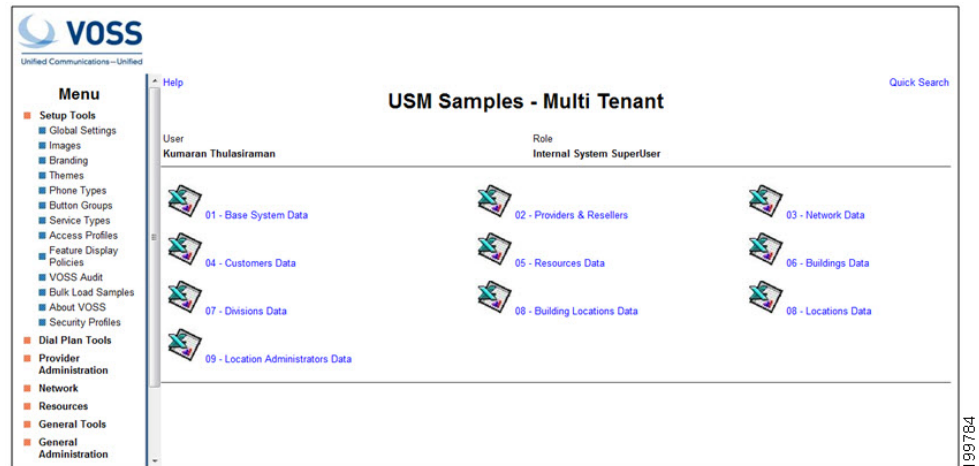 VOSS
Unified Communications—Unified
Menu
Setup Tools
Global Settings
Images
Branding
Themes
Phone Types
Button Groups
Service Types
Access Profiles
Feature Display
Policies
VOSS Audit
Bulk Load Samples
About VOSS
Security Profiles
Dial Plan Tools
Provider
Administration
Network
Resources
General Tools
General
Administration
Help
Quick Search
USM Samples - Multi Tenant
User
Role
Kumaran Thulasiraman
Internal System SuperUser
01 - Base System Data
02 - Providers & Resellers
03 - Network Data
04 - Customers Data
05 - Resources Data
06 - Buildings Data
07 - Divisions Data
08 - Building Locations Data
08 - Locations Data
09 - Location Administrators Data
199784